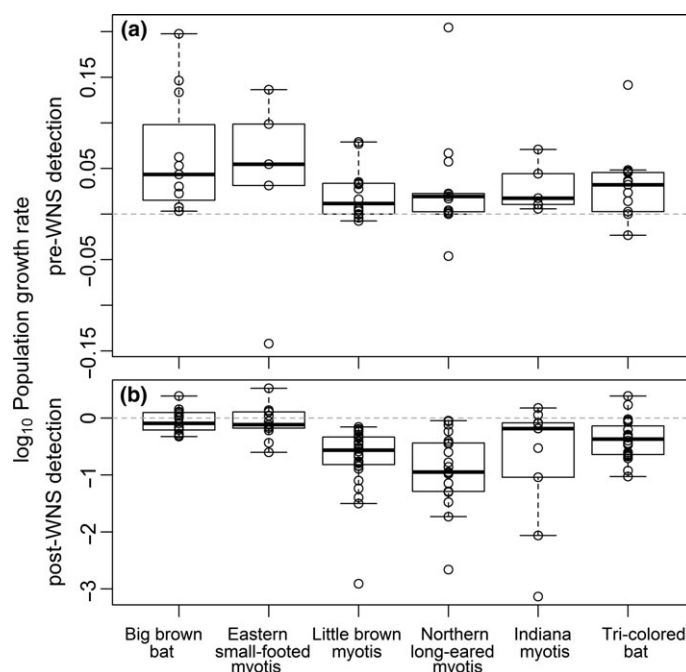 (a)
0.15
0.05
-0.05
-0.15
pre-WNS detection
log10 Population growth rate
(b)
0
-1
-2
-3
post-WNS detection
Big brown bat
Eastern small-footed myotis
Little brown myotis
Northern long-eared myotis
Indiana myotis
Tri-colored bat